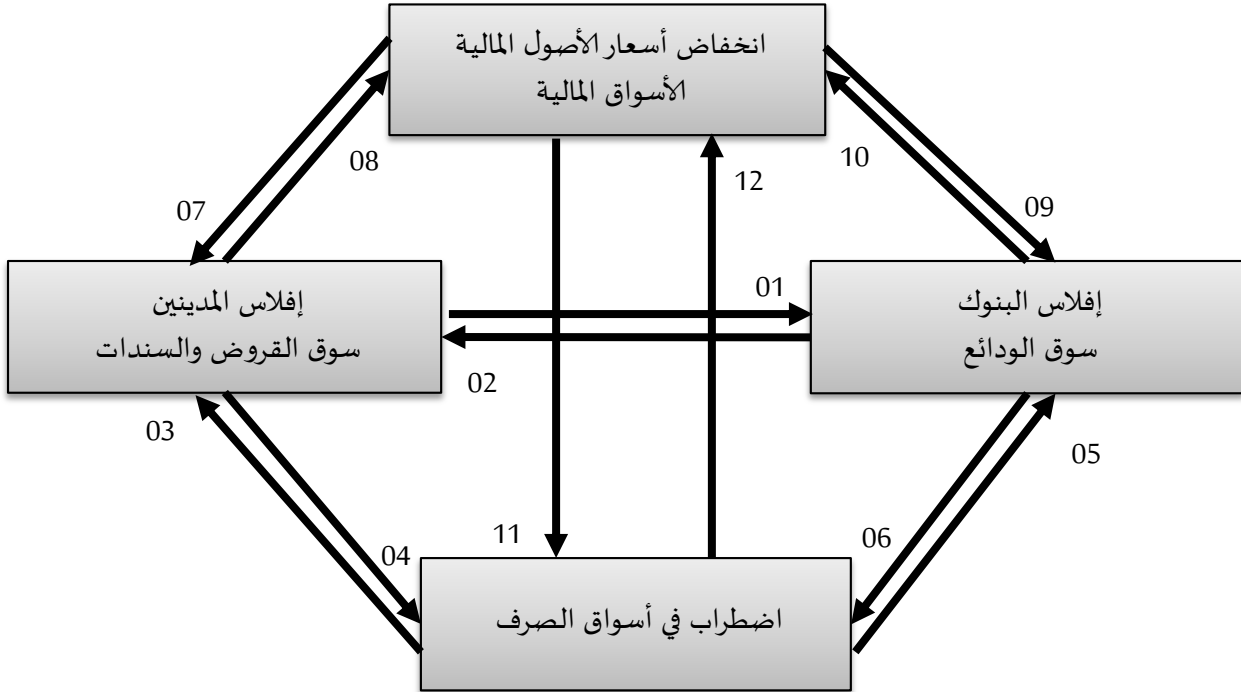 انخفاض أسعار الأصول المالية
الأسواق المالية
08
07
12
10
09
إفلاس المدينين
سوق القروض والسندات
01
02
إفلاس البنوك
سوق الودائع
03
04
11
06
05
اضطراب في أسواق الصرف